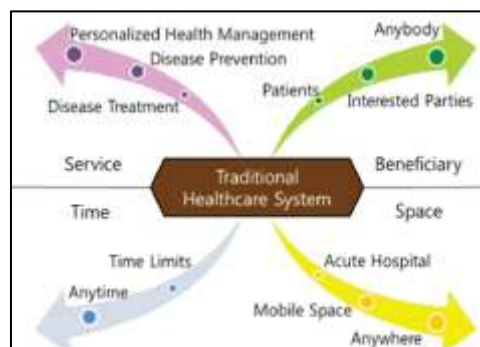 Personalized Health Management
Disease Prevention
Disease Treatment
Anybody
Patients
Interested Parties
Service
Traditional
Healthcare System
Beneficiary
Time
Space
Time Limits
Anytime
Acute Hospital
Mobile Space
Anywhere